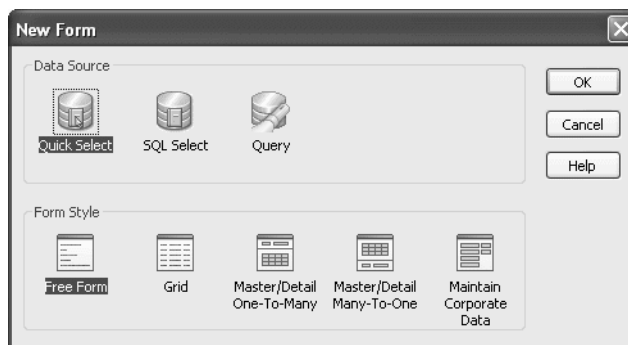 New Form
Data Source
Quick Select
SQL Select
Query
OK
Cancel
Help
Form Style
Free Form
Grid
Master/Detail
One-To-Many
Master/Detail
Many-To-One
Maintain
Corporate
Data